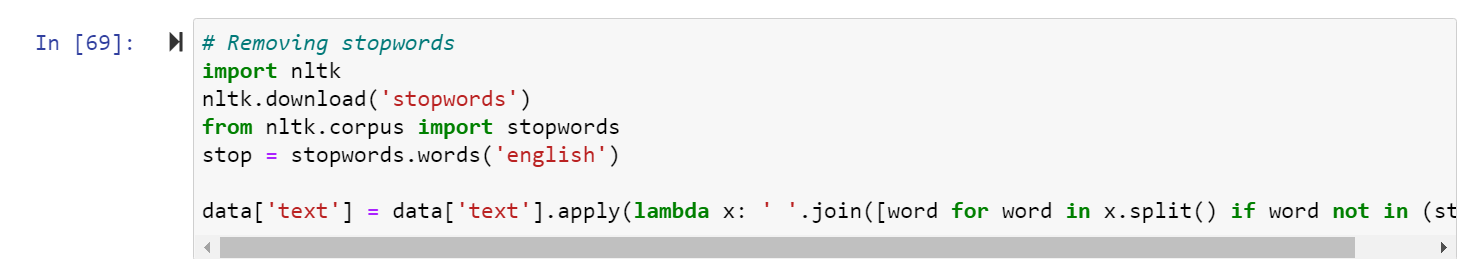 In [69]:
# Removing stopwords
import nltk
nltk.download('stopwords')
from nltk.corpus import stopwords
stop = stopwords.words('english')
data['text'] = data['text'].apply(lambda x: ' '.join([word for word in x.split() if word not in (st